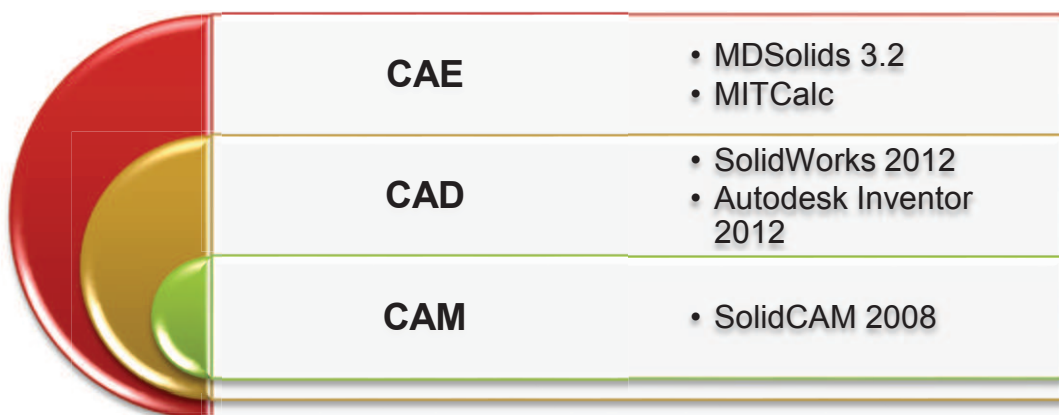 CAE
• MDSolids 3.2
• MITCalc
CAD
• SolidWorks 2012
• Autodesk Inventor
2012
CAM
• SolidCAM 2008